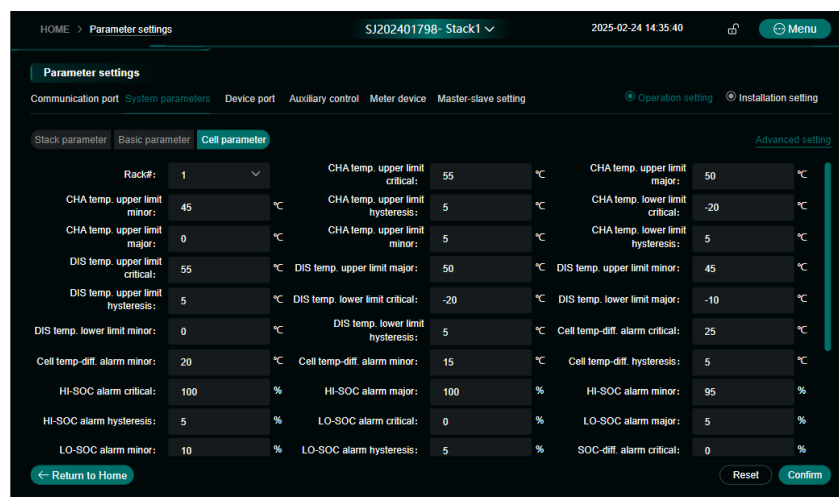 HOME > Parameter settings
SJ202401798- Stack1
2025-02-24 14:35:40
Menu
Parameter settings
Communication port System parameters Device port Auxiliary control Meter device Master-slave setting
Operation setting Installation setting
Stack parameter Basic parameter Cell parameter
Advanced setting
Rack#: 1
CHA temp. upper limit
critical: 55 ℃
CHA temp. upper limit
major: 50 ℃
CHA temp. upper limit
minor: 45 ℃
CHA temp. upper limit
hysteresis: 5 ℃
CHA temp. lower limit
critical: -20 ℃
CHA temp. upper limit
major: 0 ℃
CHA temp. upper limit
minor: 5 ℃
CHA temp. lower limit
hysteresis: 5 ℃
DIS temp. upper limit
critical: 55 ℃
DIS temp. upper limit major: 50 ℃
DIS temp. upper limit minor: 45 ℃
DIS temp. upper limit
hysteresis: 5 ℃
DIS temp. lower limit critical: -20 ℃
DIS temp. lower limit major: -10 ℃
DIS temp. lower limit minor: 0 ℃
DIS temp. lower limit
hysteresis: 5 ℃
Cell temp-diff. alarm critical: 25 ℃
Cell temp-diff. alarm minor: 20 ℃
Cell temp-diff. alarm minor: 15 ℃
Cell temp-diff. hysteresis: 5 ℃
HI-SOC alarm critical: 100 %
HI-SOC alarm major: 100 %
HI-SOC alarm minor: 95 %
HI-SOC alarm hysteresis: 5 %
LO-SOC alarm critical: 0 %
LO-SOC alarm major: 5 %
LO-SOC alarm minor: 10 %
LO-SOC alarm hysteresis: 5 %
SOC-diff. alarm critical: 0 %
← Return to Home
Reset
Confirm